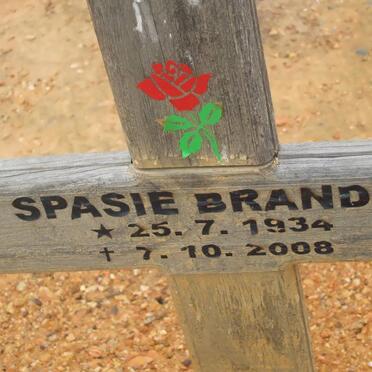 SPASIE BRAND
★ 25. 7. 1934
† 7. 10. 2008